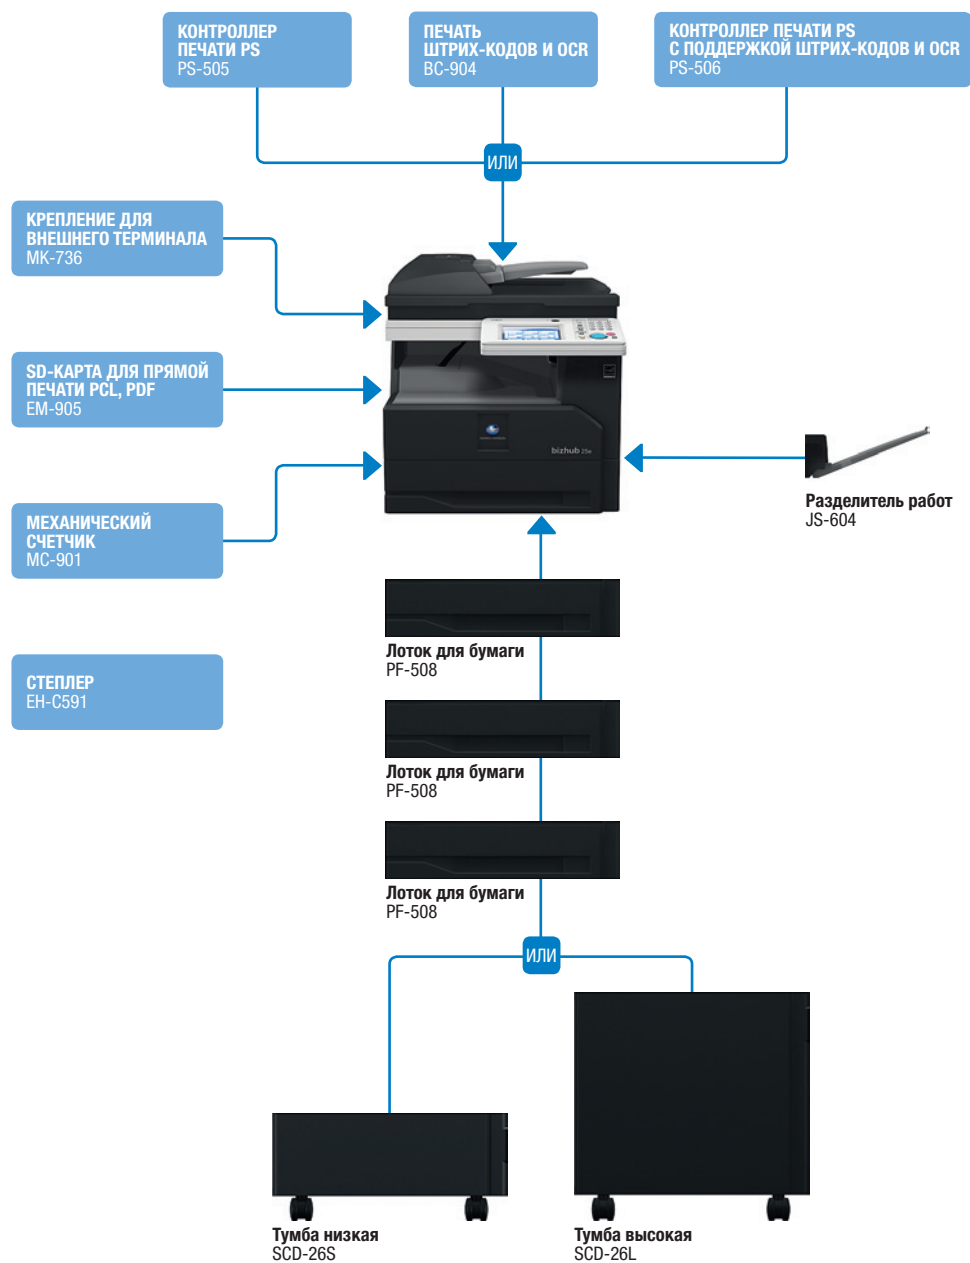 КОНТРОЛЛЕР
ПЕЧАТИ PS
PS-505
ПЕЧАТЬ
ШТРИХ-КОДОВ И OCR
BC-904
КОНТРОЛЛЕР ПЕЧАТИ PS
С ПОДДЕРЖКОЙ ШТРИХ-КОДОВ И OCR
PS-506
ИЛИ
КРЕПЛЕНИЕ ДЛЯ
ВНЕШНЕГО ТЕРМИНАЛА
MK-736
SD-КАРТА ДЛЯ ПРЯМОЙ
ПЕЧАТИ PCL, PDF
EM-905
bizhub 25e
Разделитель работ
JS-604
МЕХАНИЧЕСКИЙ
СЧЕТЧИК
MC-901
Лоток для бумаги
PF-508
СТЕПЛЕР
EH-C591
Лоток для бумаги
PF-508
Лоток для бумаги
PF-508
ИЛИ
Тумба низкая
SCD-26S
Тумба высокая
SCD-26L